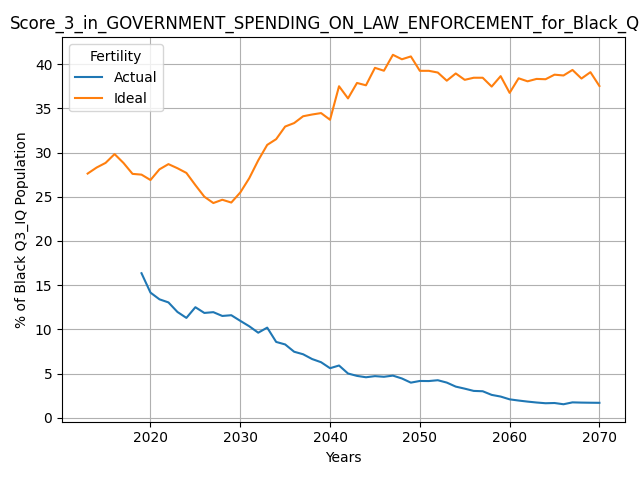 Score_3_in_GOVERNMENT_SPENDING_ON_LAW_ENFORCEMENT_for_Black_Q
Fertility
Actual
Ideal
% of Black Q3_IQ Population
40
35
30
25
20
15
10
5
0
2020 2030 2040 2050 2060 2070
Years